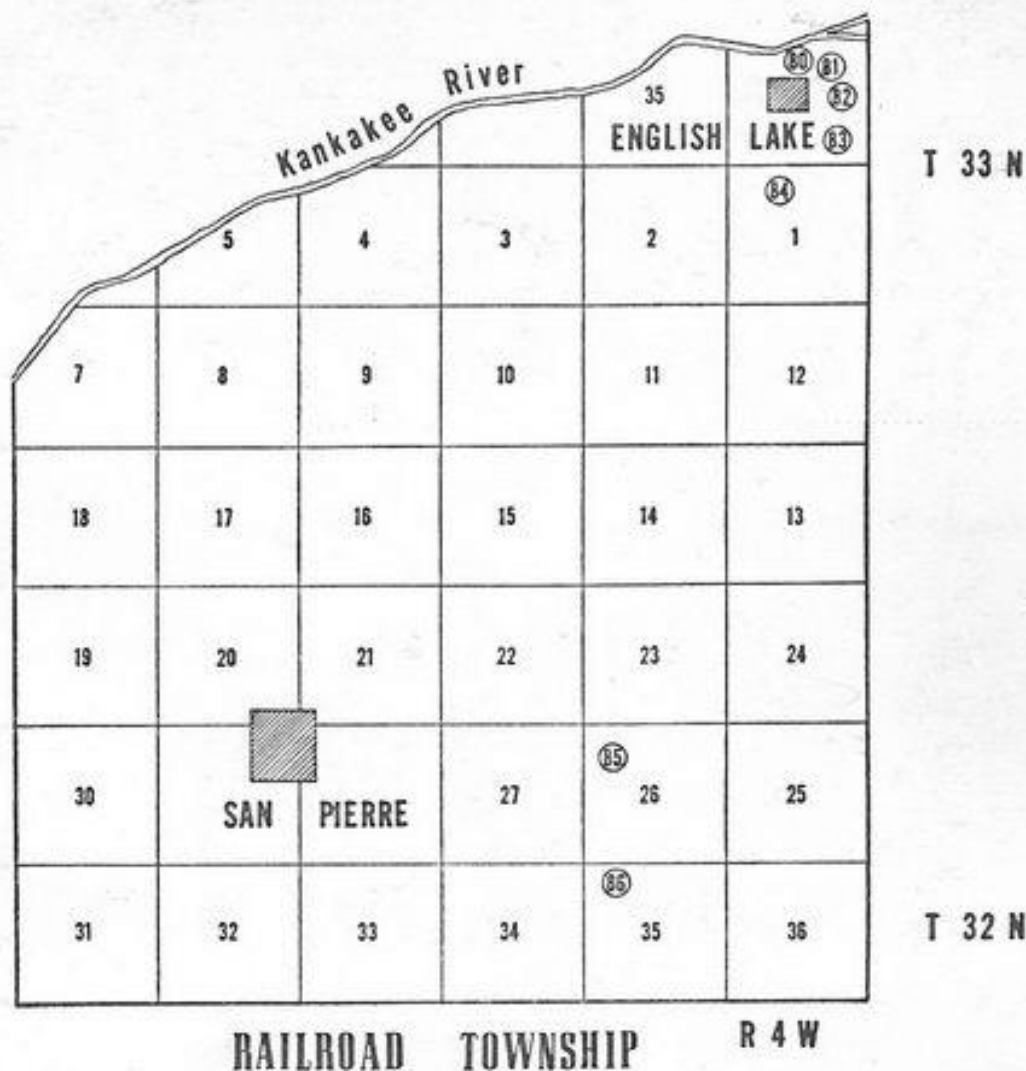 Kankakee River
80 81
35 82
ENGLISH LAKE 83
T 33 N
84
5 4 3 2 1
7 8 9 10 11 12
18 17 16 15 14 13
19 20 21 22 23 24
85
30 27 26 25
SAN PIERRE
86
31 32 33 34 35 36
T 32 N
RAILROAD TOWNSHIP R 4 W